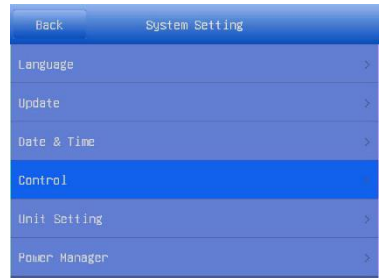 Back
System Setting
Language
Update
Date & Time
Control
Unit Setting
Power Manager